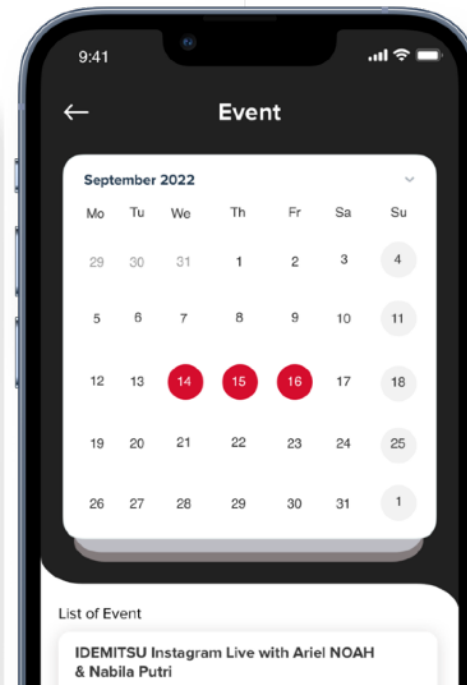 9:41
Event
September 2022
Mo Tu We Th Fr Sa Su
29 30 31 1 2 3 4
5 6 7 8 9 10 11
12 13 14 15 16 17 18
19 20 21 22 23 24 25
26 27 28 29 30 31 1
List of Event
IDEMITSU Instagram Live with Ariel NOAH
& Nabila Putri